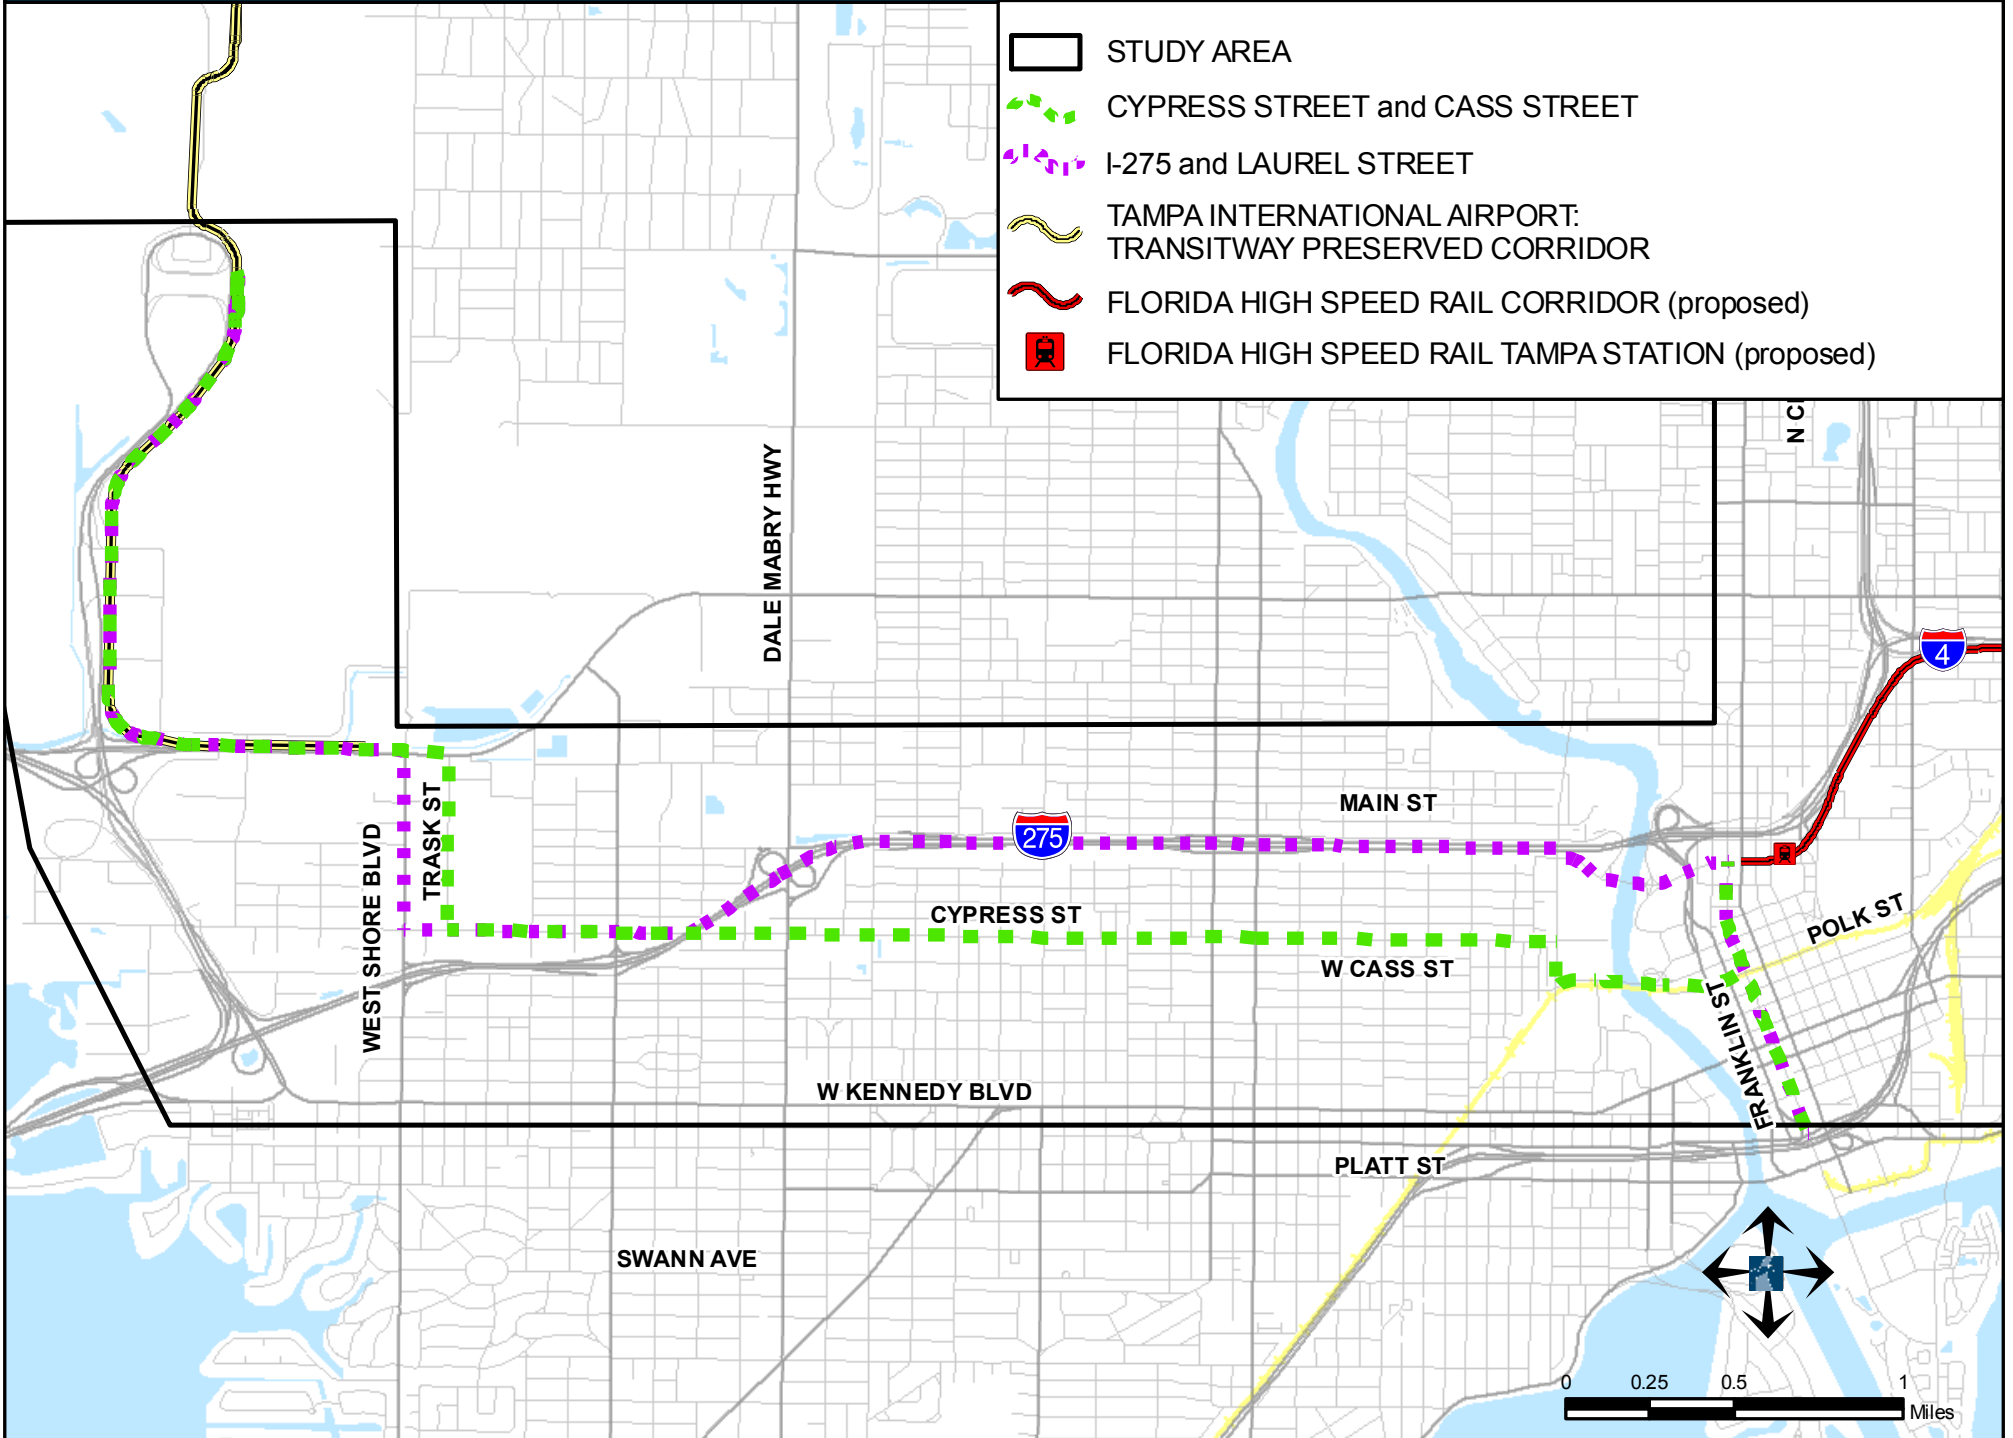 STUDY AREA
CYPRESS STREET and CASS STREET
I-275 and LAUREL STREET
TAMPA INTERNATIONAL AIRPORT:
TRANSITWAY PRESERVED CORRIDOR
FLORIDA HIGH SPEED RAIL CORRIDOR (proposed)
FLORIDA HIGH SPEED RAIL TAMPA STATION (proposed)
DALE MABRY HWY
4
MAIN ST
275
WEST SHORE BLVD
TRASK ST
CYPRESS ST
POLK ST
W CASS ST
FRANKLIN ST
W KENNEDY BLVD
PLATT ST
SWANN AVE
0 0.25 0.5 1
Miles